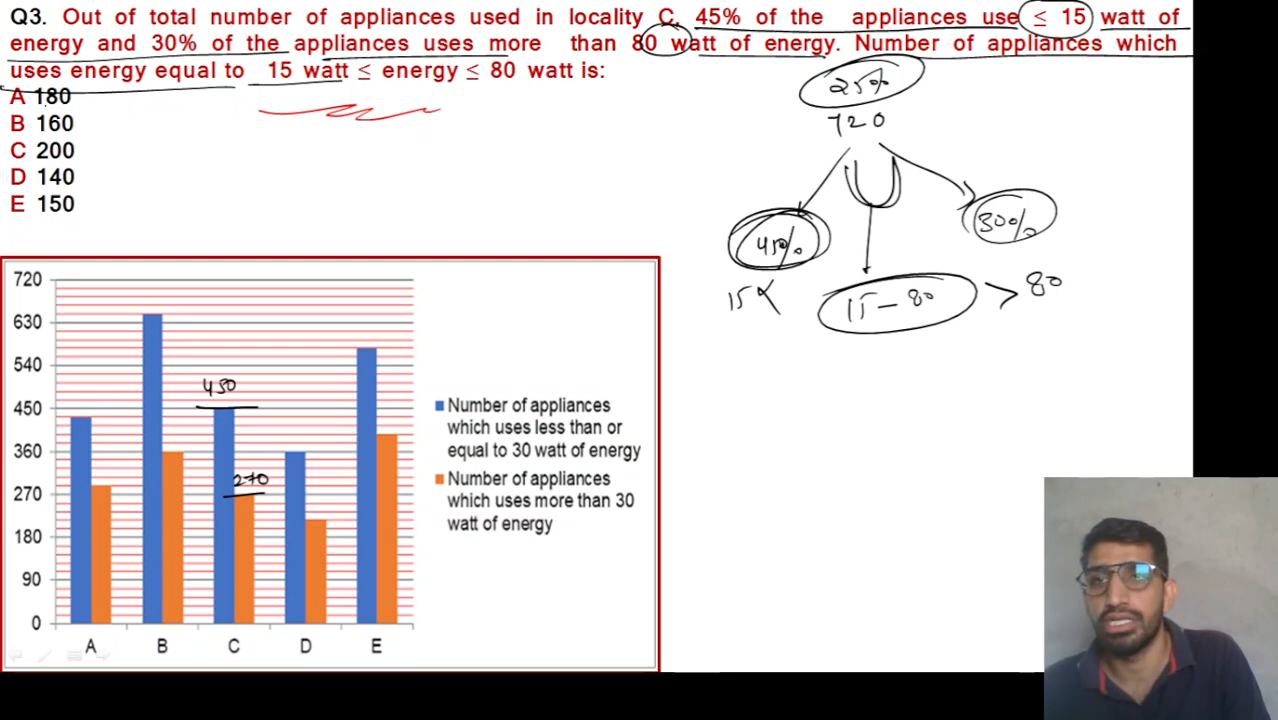 Q3. Out of total number of appliances used in locality C, 45% of the appliances use ≤ 15 watt of
energy and 30% of the appliances uses more than 80 watt of energy. Number of appliances which
uses energy equal to 15 watt ≤ energy ≤ 80 watt is:
A 180
B 160
C 200
D 140
E 150
25%
720
45%
30%
15 <
15 - 80
> 80
720
630
540
450
360
270
180
90
0
450
270
A B C D E
Number of appliances
which uses less than or
equal to 30 watt of energy
Number of appliances
which uses more than 30
watt of energy